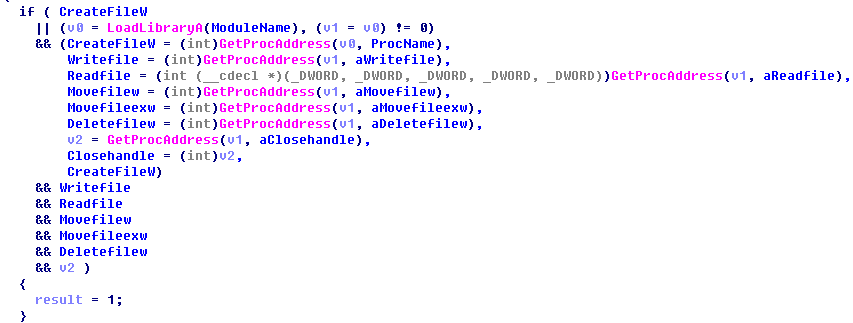 if ( CreateFileW
|| (v0 = LoadLibraryA(ModuleName), (v1 = v0) != 0)
&& (CreateFileW = (int)GetProcAddress(v0, ProcName),
Writefile = (int)GetProcAddress(v1, aWritefile),
Readfile = (int (__cdecl *)(_DWORD, _DWORD, _DWORD, _DWORD, _DWORD))GetProcAddress(v1, aReadfile),
Movefilew = (int)GetProcAddress(v1, aMovefilew),
Movefileexw = (int)GetProcAddress(v1, aMovefileexw),
Deletefilew = (int)GetProcAddress(v1, aDeletefilew),
v2 = GetProcAddress(v1, aClosehandle),
Closehandle = (int)v2,
CreateFileW)
&& Writefile
&& Readfile
&& Movefilew
&& Movefileexw
&& Deletefilew
&& v2 )
{
result = 1;
}